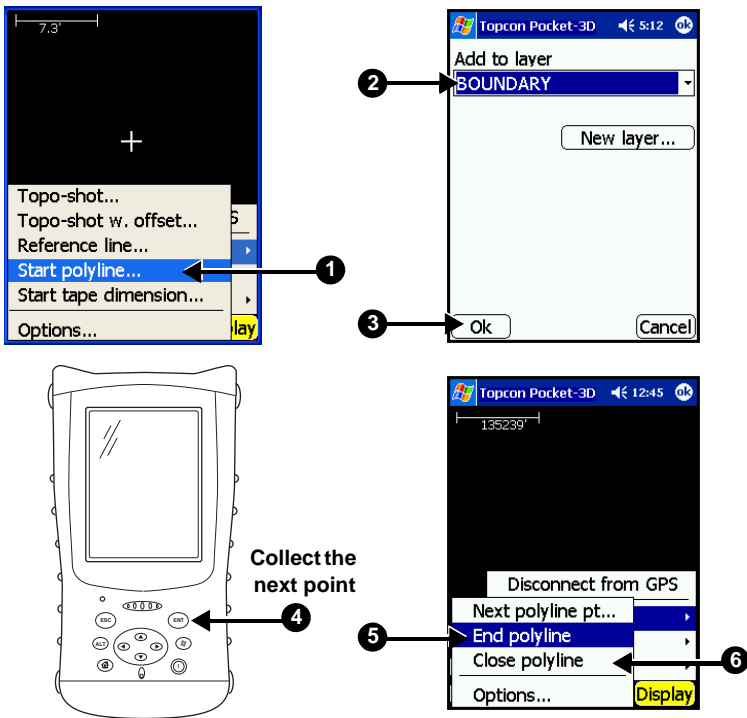 7.3'
Topo-shot...
Topo-shot w. offset...
S
Reference line...
Start polyline...
1
Start tape dimension...
Options...
lay
Topcon Pocket-3D 5:12 ok
Add to layer
2
BOUNDARY
New layer...
3
Ok
Cancel
ESC
ENT
ALT
Collect the
next point
4
Topcon Pocket-3D 12:45 ok
135239'
Disconnect from GPS
Next polyline pt...
5
End polyline
Close polyline
6
Options...
Display